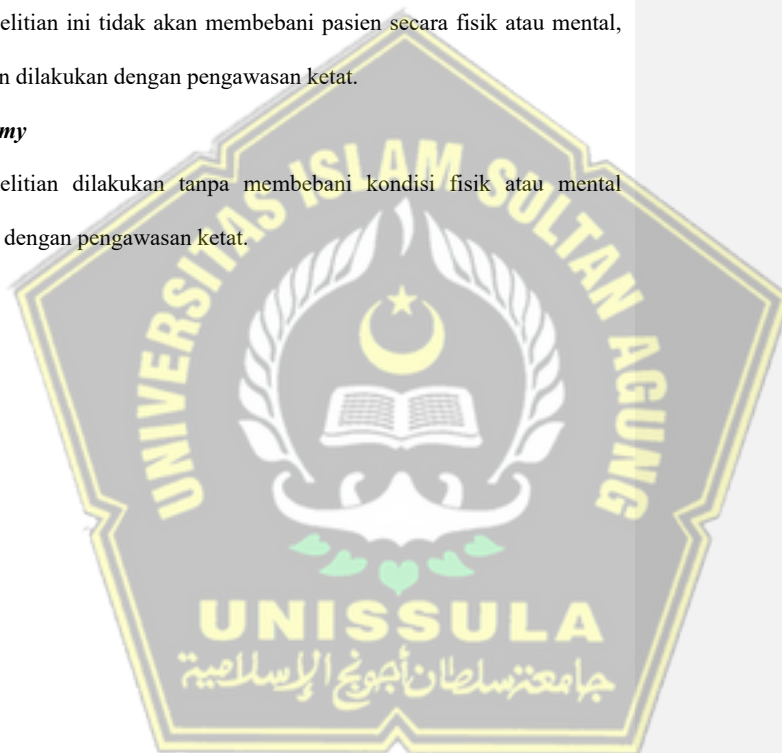 elitian ini tidak akan membebani pasien secara fisik atau mental,
n dilakukan dengan pengawasan ketat.
my
elitian dilakukan tanpa membebani kondisi fisik atau mental
dengan pengawasan ketat.
UNIVERSITAS ISLAM SULTAN AGUNG
UNISSULA
جامعة سلطان أجونج الإسلامية